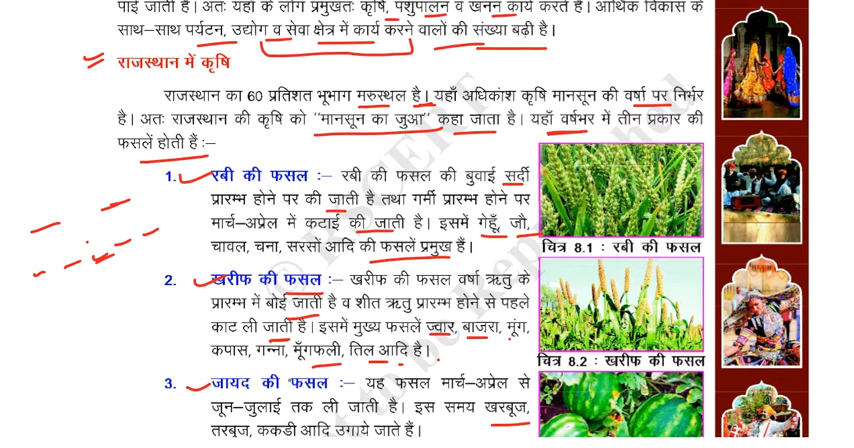 पाई जाती है। अतः यहाँ के लोग प्रमुखतः कृषि, पशुपालन व खनन कार्य करते हैं। आर्थिक विकास के
साथ–साथ पर्यटन, उद्योग व सेवा क्षेत्र में कार्य करने वालों की संख्या बढ़ी है।
राजस्थान में कृषि
राजस्थान का 60 प्रतिशत भूभाग मरुस्थल है। यहाँ अधिकांश कृषि मानसून की वर्षा पर निर्भर
है। अतः राजस्थान की कृषि को "मानसून का जुआ" कहा जाता है। यहाँ वर्षभर में तीन प्रकार की
फसलें होती हैं :–
1. रबी की फसल :– रबी की फसल की बुवाई सर्दी
प्रारम्भ होने पर की जाती है तथा गर्मी प्रारम्भ होने पर
मार्च–अप्रेल में कटाई की जाती है। इसमें गेहूँ, जौ,
चावल, चना, सरसों आदि की फसलें प्रमुख हैं।
चित्र 8.1 : रबी की फसल
2. खरीफ की फसल :– खरीफ की फसल वर्षा ऋतु के
प्रारम्भ में बोई जाती है व शीत ऋतु प्रारम्भ होने से पहले
काट ली जाती है। इसमें मुख्य फसलें ज्वार, बाजरा, मूंग,
कपास, गन्ना, मूँगफली, तिल आदि है।
चित्र 8.2 : खरीफ की फसल
3. जायद की फसल :– यह फसल मार्च–अप्रेल से
जून–जुलाई तक ली जाती है। इस समय खरबूज,
तरबूज, ककडी आदि उगाये जाते हैं।